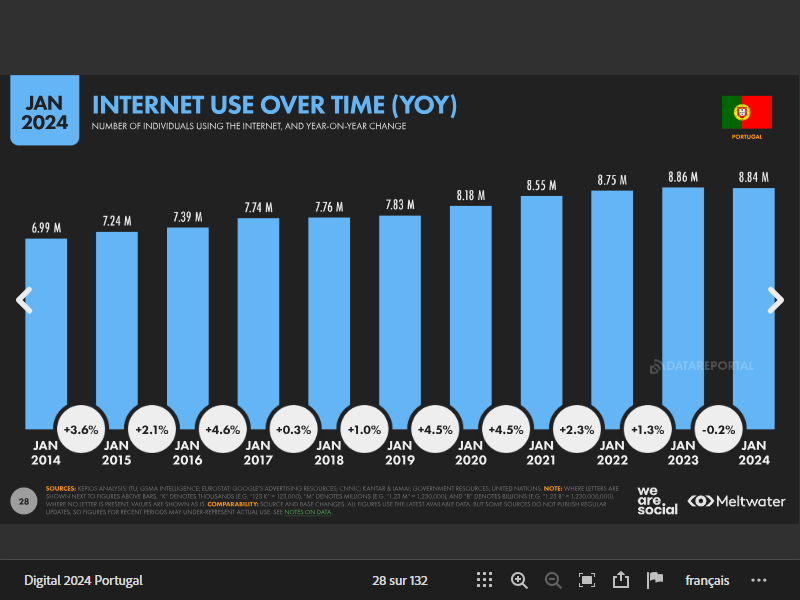 JAN
2024
INTERNET USE OVER TIME (YOY)
NUMBER OF INDIVIDUALS USING THE INTERNET, AND YEAR-ON-YEAR CHANGE
PORTUGAL
6.99 M
7.24 M
7.39 M
7.74 M
7.76 M
7.83 M
8.18 M
8.55 M
8.75 M
8.86 M
8.84 M
DATAREPORTAL
+3.6%
+2.1%
+4.6%
+0.3%
+1.0%
+4.5%
+4.5%
+2.3%
+1.3%
-0.2%
JAN 2014
JAN 2015
JAN 2016
JAN 2017
JAN 2018
JAN 2019
JAN 2020
JAN 2021
JAN 2022
JAN 2023
JAN 2024
28
SOURCES: KEPIOS ANALYSIS; ITU; GSMA INTELLIGENCE; EUROSTAT; GOOGLE'S ADVERTISING RESOURCES; CNNIC; KANTAR & IAMAI; GOVERNMENT RESOURCES; UNITED NATIONS. NOTE: WHERE LETTERS ARE
SHOWN NEXT TO FIGURES ABOVE BARS, "K" DENOTES THOUSANDS (E.G. "123 K" = 123,000), "M" DENOTES MILLIONS (E.G. "1.23 M" = 1,230,000), AND "B" DENOTES BILLIONS (E.G. "1.23 B" = 1,230,000,000).
WHERE NO LETTER IS PRESENT, VALUES ARE SHOWN AS IS. COMPARABILITY: SOURCE AND BASE CHANGES. ALL FIGURES USE THE LATEST AVAILABLE DATA, BUT SOME SOURCES DO NOT PUBLISH REGULAR
UPDATES, SO FIGURES FOR RECENT PERIODS MAY UNDER-REPRESENT ACTUAL USE. SEE NOTES ON DATA.
we
are.
social
Meltwater
Digital 2024 Portugal
28 sur 132
français